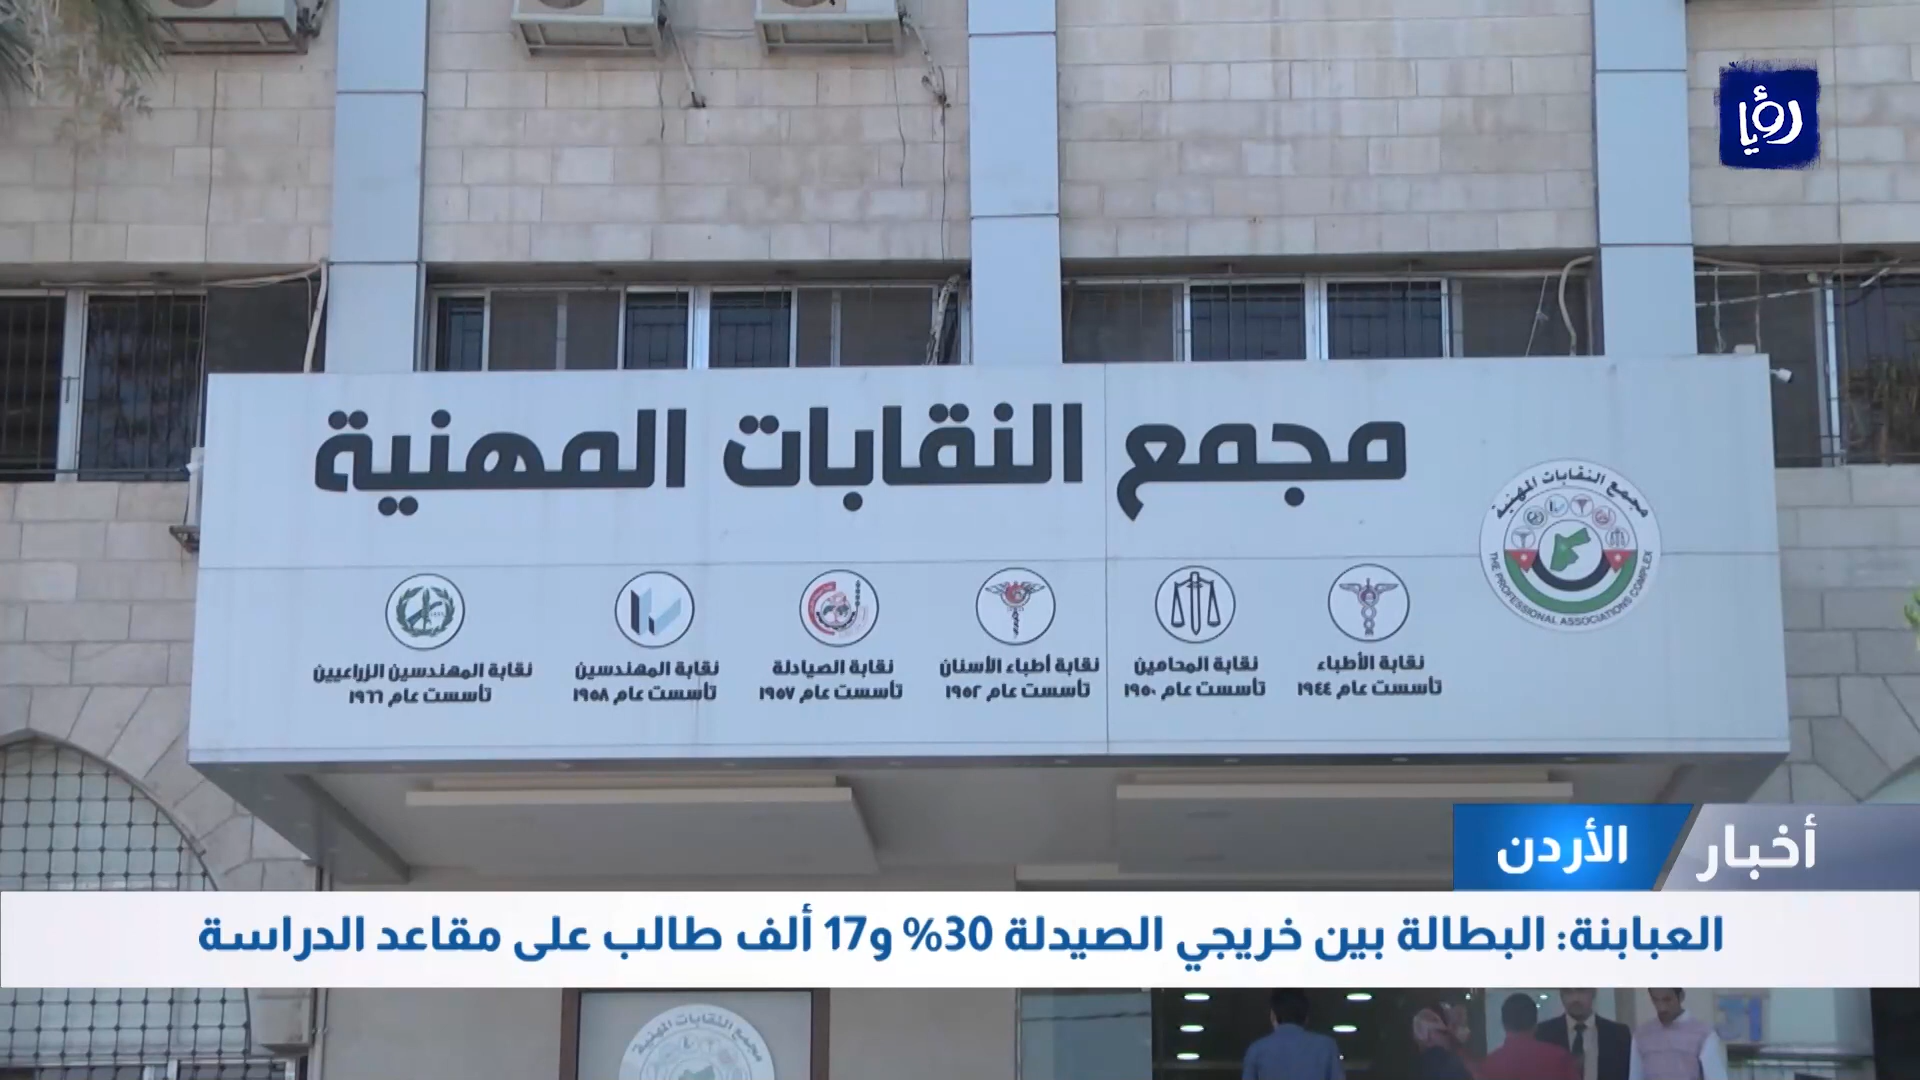 رؤيا
مجمع النقابات المهنية
مجمع النقابات المهنية
THE PROFESSIONAL ASSOCIATIONS COMPLEX
نقابة الأطباء
تأسست عام ١٩٤٤
نقابة المحامين
تأسست عام ١٩٥٠
نقابة أطباء الأسنان
تأسست عام ١٩٥٢
نقابة الصيادلة
تأسست عام ١٩٥٧
نقابة المهندسين
تأسست عام ١٩٥٨
نقابة المهندسين الزراعيين
تأسست عام ١٩٦٦
أخبار الأردن
العبابنة: البطالة بين خريجي الصيدلة 30% و17 ألف طالب على مقاعد الدراسة
مجمع النقابات المهنية